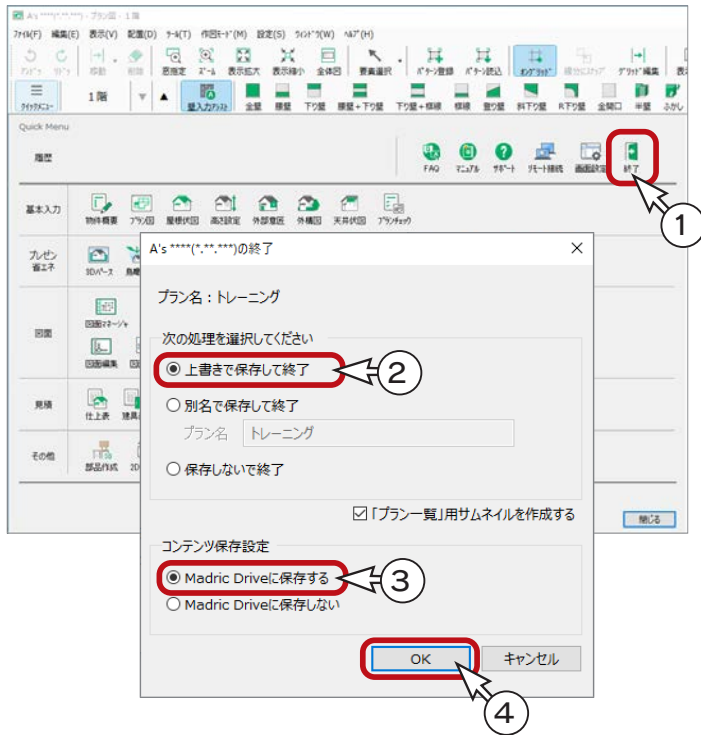 A's ****(*.**.***) - プラン図 - 1階
ファイル(F) 編集(E) 表示(V) 配置(D) ツール(T) 作図モード(M) 設定(S) ウィンドウ(W) ヘルプ(H)
移動 削除 窓指定 ズーム 表示拡大 表示縮小 全体図 要素選択 パターン登録 パターン読込 オングリッド グリッド編集
クイックメニュー 1階 壁入力アシスト 全壁 腰壁 下り壁 腰壁+下り壁 下り壁+框線 框線 登り壁 斜下り壁 R下り壁 全開口 半壁 ふかし
Quick Menu
履歴 FAQ マニュアル サポート リモート接続 画面設定 終了
1
基本入力 物件概要 プラン図 屋根伏図 高さ設定 外部意匠 外構図 天井伏図 プランチェック
プレゼン
省エネ 3Dパース
図面 図面マネージャ
図面編集
見積 仕上表
その他 部品作成
閉じる
A's ****(*.**.***)の終了
プラン名:トレーニング
次の処理を選択してください
上書きで保存して終了 2
別名で保存して終了
プラン名 トレーニング
保存しないで終了
「プラン一覧」用サムネイルを作成する
コンテンツ保存設定
Madric Driveに保存する 3
Madric Driveに保存しない
OK キャンセル
4